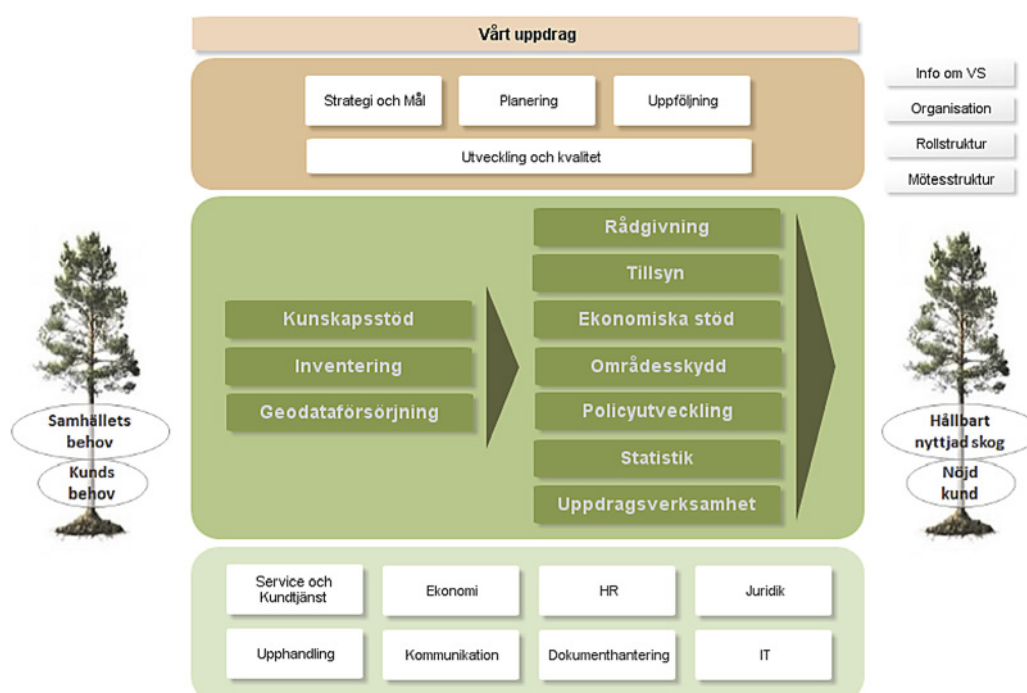 Vårt uppdrag
Strategi och Mål
Planering
Uppföljning
Utveckling och kvalitet
Info om VS
Organisation
Rollstruktur
Mötesstruktur
Samhällets
behov
Kunds
behov
Kunskapsstöd
Inventering
Geodataförsörjning
Rådgivning
Tillsyn
Ekonomiska stöd
Områdesskydd
Policyutveckling
Statistik
Uppdragsverksamhet
Hållbart
nyttjad skog
Nöjd
kund
Service och
Kundtjänst
Ekonomi
HR
Juridik
Upphandling
Kommunikation
Dokumenthantering
IT